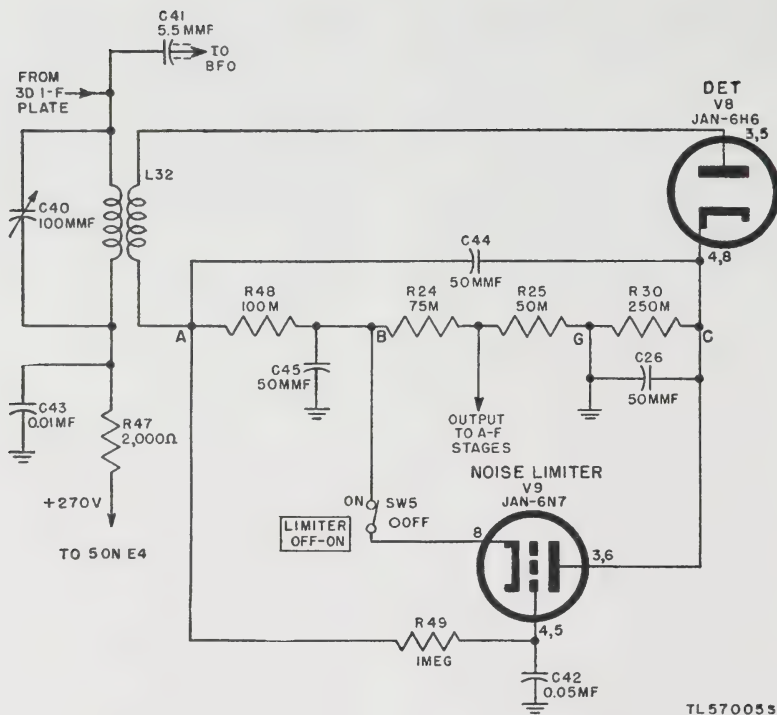 C41
5.5 MMF
TO
BFO
FROM
3D I-F
PLATE
DET
V8
JAN-6H6
3,5
L32
C40
100MMF
4,8
C44
50MMF
R48
100M
R24
75M
R25
50M
R30
250M
A
B
G
C
C45
50MMF
C26
50MMF
C43
0.01MF
R47
2,000Ω
OUTPUT
TO A-F
STAGES
+270V
NOISE LIMITER
V9
JAN-6N7
ON
SW5
OFF
LIMITER
OFF-ON
8
3,6
TO 5 ON E4
R49
1MEG
4,5
C42
0.05MF
TL57005S